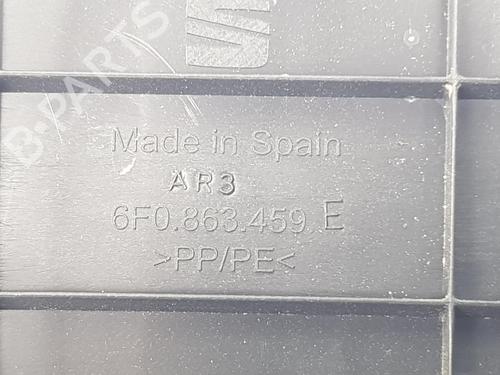 B-PARTS
Made in Spain
AR3
6F0.863.459 E
>PP/PE<